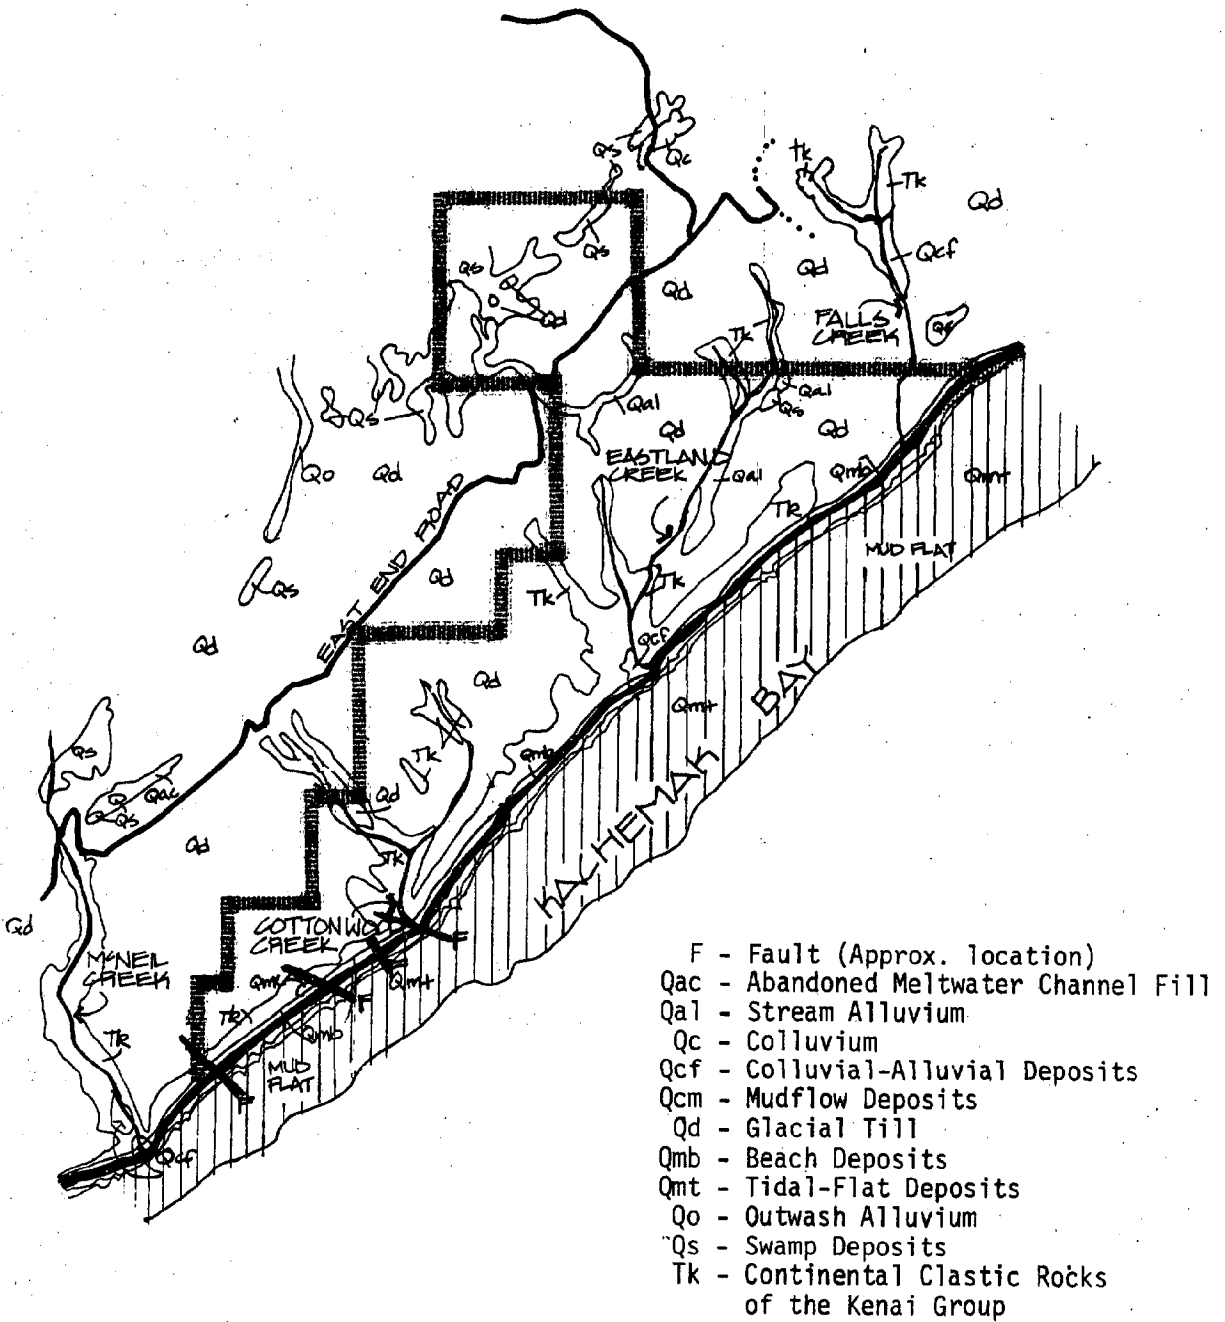 Qs
Qc
Tk
Tk
Qd
Qs
Qs
Qcf
Qd
Qd
Qd
FALLS
CREEK
Qs
Tk
Qal
Qs
Qs
Qal
Qd
Qd
EASTLAND
CREEK
Qal
Qmb
Qmt
Qo
Qd
Tk
MUD FLAT
EAST END ROAD
Qd
Qs
Tk
Tk
Qd
Qcf
Qd
Qmt
KACHEMAK BAY
Qs
Tk
Qmb
Qac
Qs
Qd
Qd
Tk
Qd
COTTONWOOD
CREEK
F
McNEIL
CREEK
F
Qmt
F
Tk
Tk
Qmb
MUD
FLAT
F
Qcf
F - Fault (Approx. location)
Qac - Abandoned Meltwater Channel Fill
Qal - Stream Alluvium
Qc - Colluvium
Qcf - Colluvial-Alluvial Deposits
Qcm - Mudflow Deposits
Qd - Glacial Till
Qmb - Beach Deposits
Qmt - Tidal-Flat Deposits
Qo - Outwash Alluvium
Qs - Swamp Deposits
Tk - Continental Clastic Rocks
of the Kenai Group